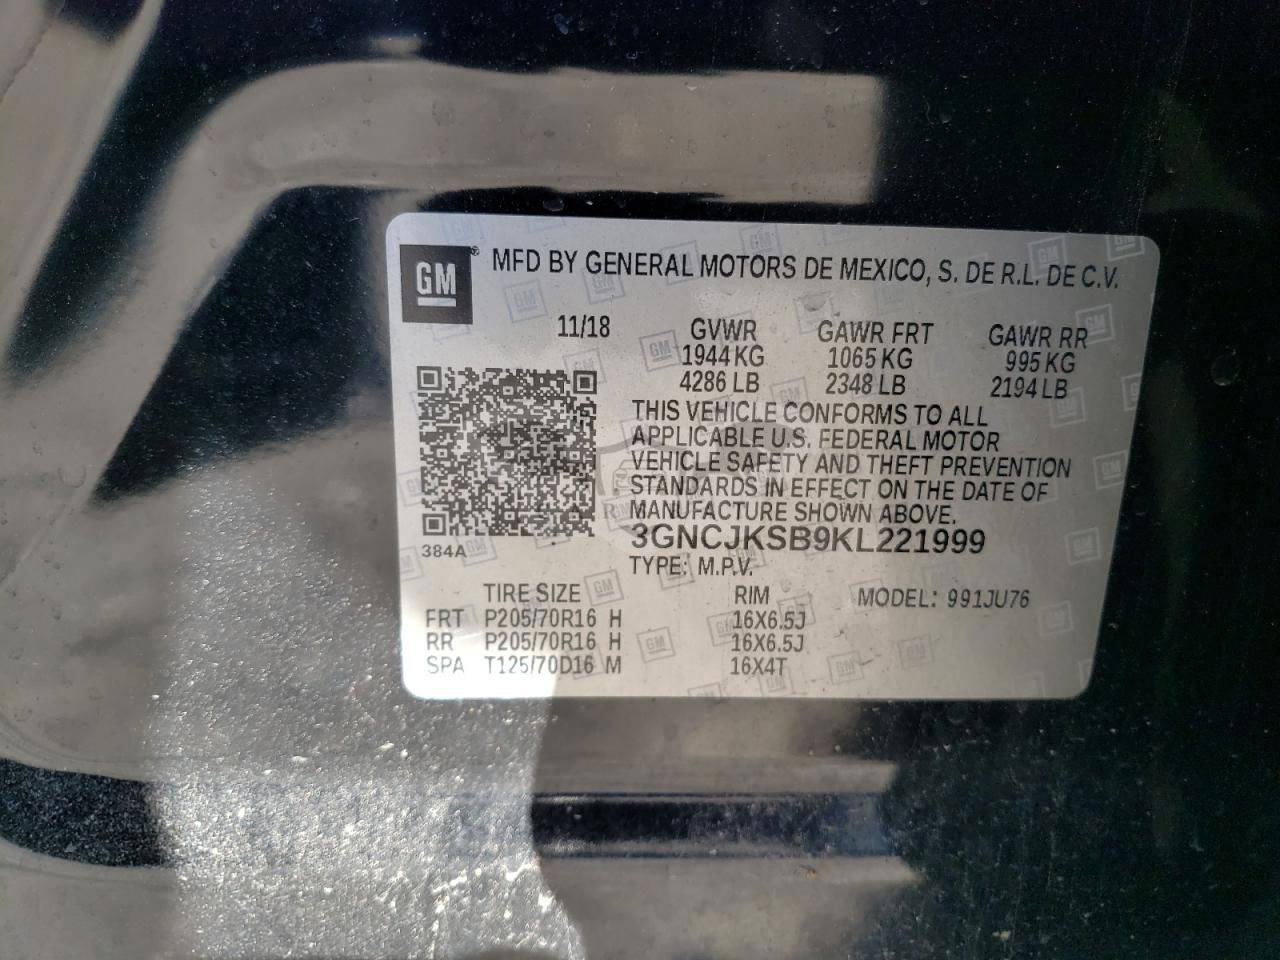 GM ® MFD BY GENERAL MOTORS DE MEXICO, S. DE R.L. DE C.V.
11/18 GVWR GAWR FRT GAWR RR
1944 KG 1065 KG 995 KG
4286 LB 2348 LB 2194 LB
THIS VEHICLE CONFORMS TO ALL
APPLICABLE U.S. FEDERAL MOTOR
VEHICLE SAFETY AND THEFT PREVENTION
STANDARDS IN EFFECT ON THE DATE OF
MANUFACTURE SHOWN ABOVE.
384A
3GNCJKSB9KL221999
TYPE: M.P.V.
TIRE SIZE RIM MODEL: 991JU76
FRT P205/70R16 H 16X6.5J
RR P205/70R16 H 16X6.5J
SPA T125/70D16 M 16X4T